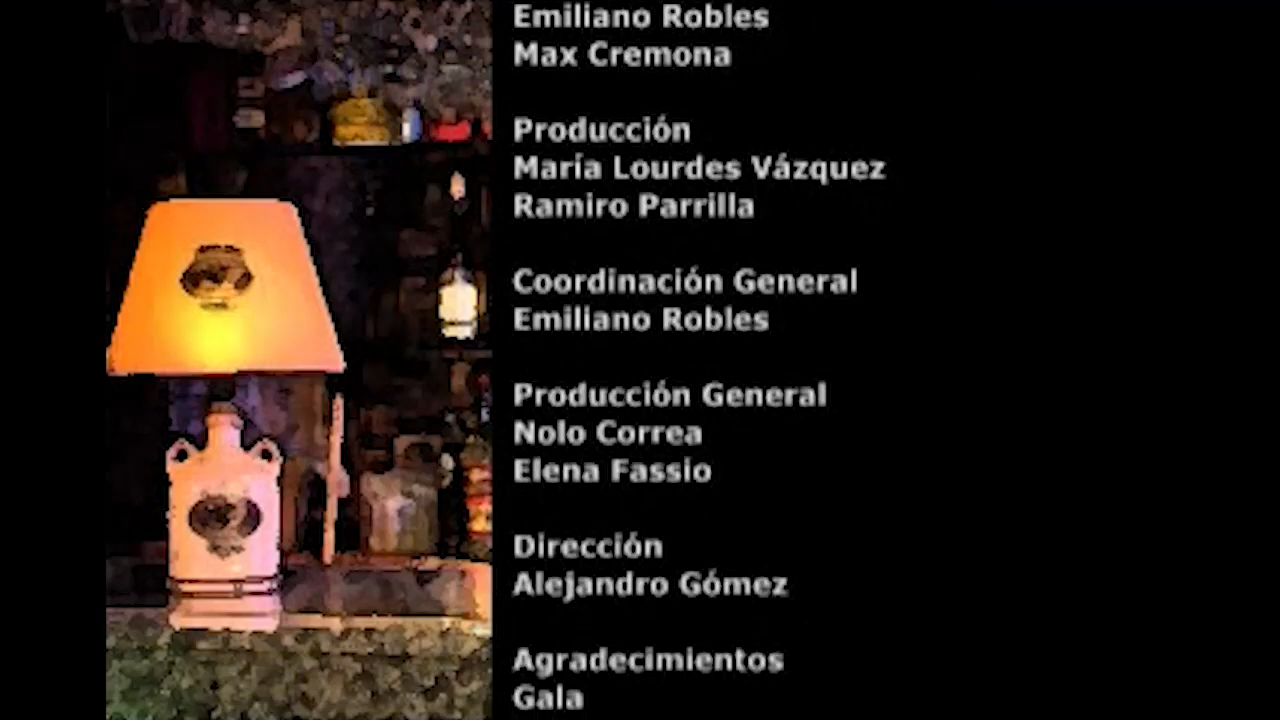 Emiliano Robles
Max Cremona
Producción
María Lourdes Vázquez
Ramiro Parrilla
Coordinación General
Emiliano Robles
Producción General
Nolo Correa
Elena Fassio
Dirección
Alejandro Gómez
Agradecimientos
Gala